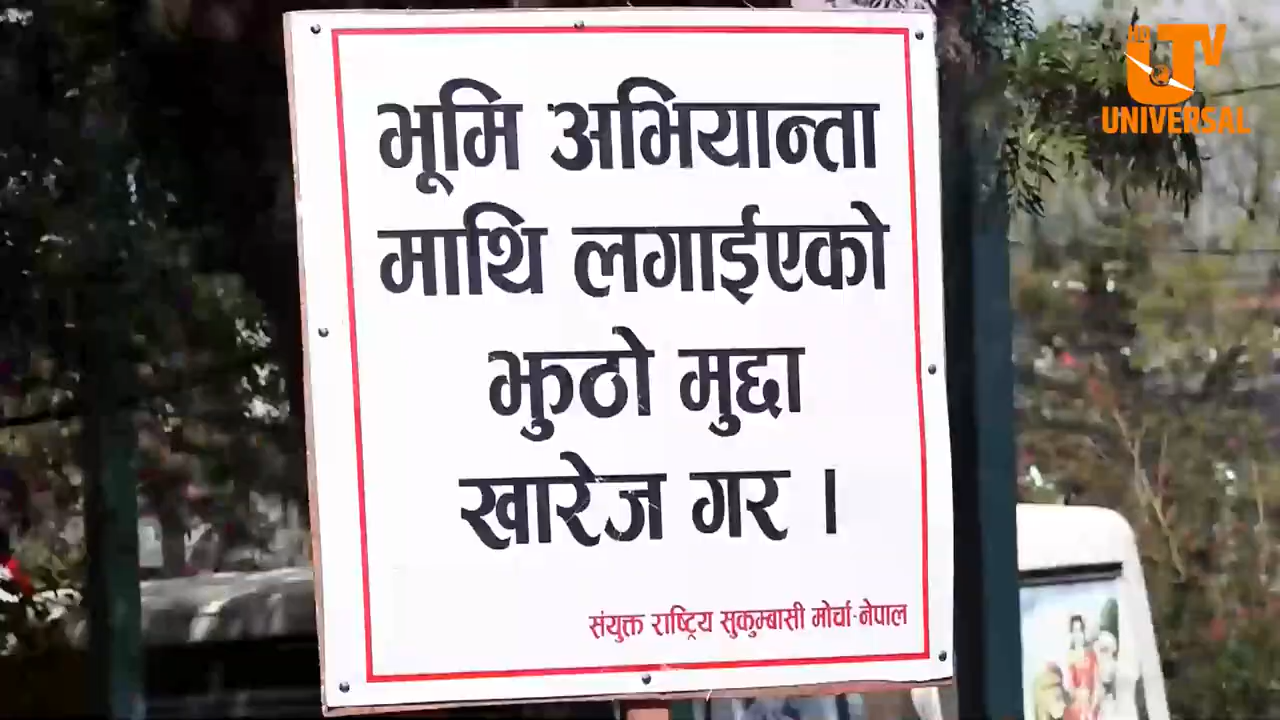 भूमि अभियान्ता
माथि लगाईएको
झुठो मुद्दा
खारेज गर ।
संयुक्त राष्ट्रिय सुकुम्बासी मोर्चा-नेपाल
UTV
UNIVERSAL